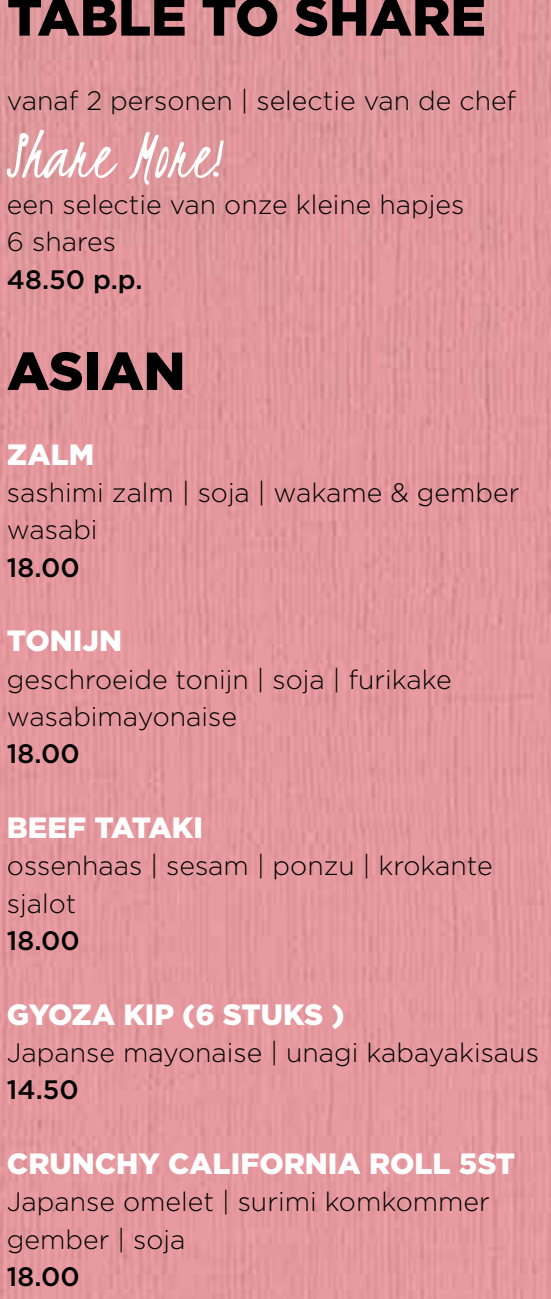 TABLE TO SHARE
vanaf 2 personen | selectie van de chef
Share More!
een selectie van onze kleine hapjes
6 shares
48.50 p.p.
ASIAN
ZALM
sashimi zalm | soja | wakame & gember
wasabi
18.00
TONIJN
geschroeide tonijn | soja | furikake
wasabimayonaise
18.00
BEEF TATAKI
ossenhaas | sesam | ponzu | krokante
sjalot
18.00
GYOZA KIP (6 STUKS )
Japanse mayonaise | unagi kabayakisaus
14.50
CRUNCHY CALIFORNIA ROLL 5ST
Japanse omelet | surimi komkommer
gember | soja
18.00